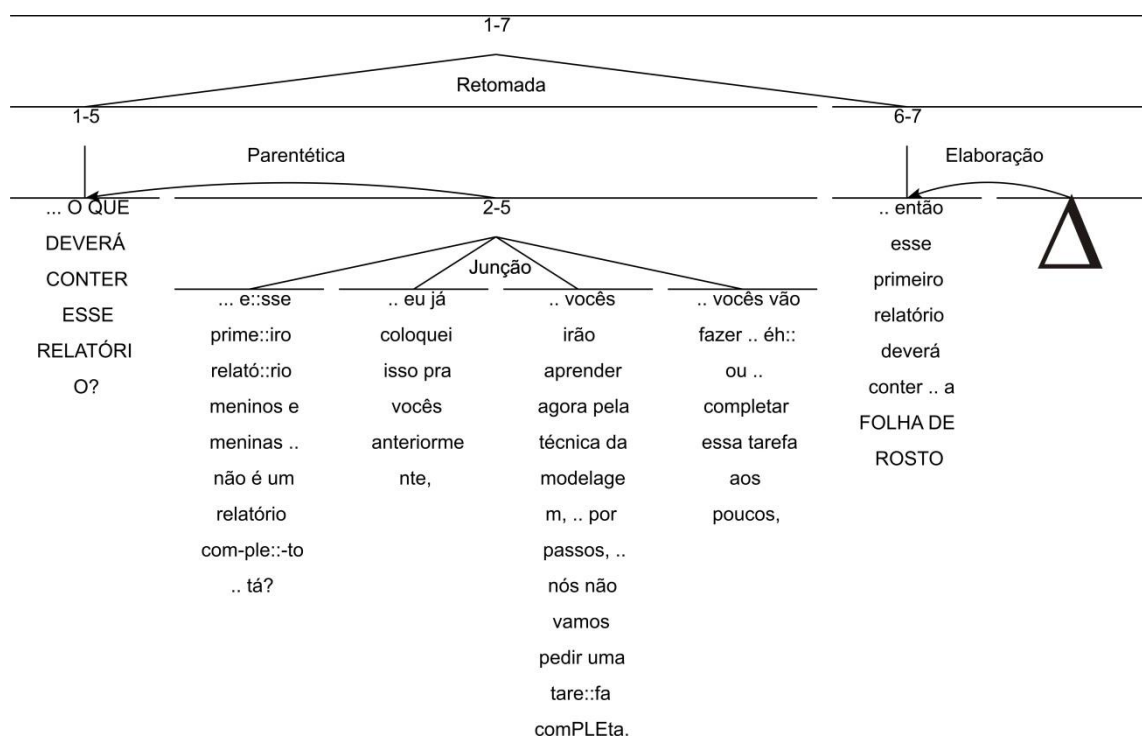 1-7
Retomada
1-5
6-7
Parentética
Elaboração
... O QUE
DEVERÁ
CONTER
ESSE
RELATÓRI
O?
2-5
Junção
... e::sse
prime::iro
relató::rio
meninos e
meninas ..
não é um
relatório
com-ple::-to
.. tá?
.. eu já
coloquei
isso pra
vocês
anteriorme
nte,
.. vocês
irão
aprender
agora pela
técnica da
modelage
m, .. por
passos, ..
nós não
vamos
pedir uma
tare::fa
comPLEta.
.. vocês vão
fazer .. éh::
ou ..
completar
essa tarefa
aos
poucos,
.. então
esse
primeiro
relatório
deverá
conter .. a
FOLHA DE
ROSTO
Δ